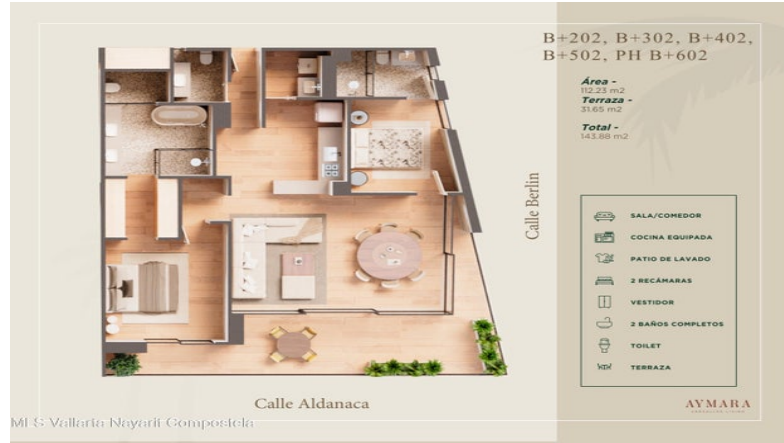 B+202, B+302, B+402,
B+502, PH B+602
Área -
112.23 m2
Terraza -
31.65 m2
Total -
143.88 m2
Calle Berlin
SALA/COMEDOR
COCINA EQUIPADA
PATIO DE LAVADO
2 RECÁMARAS
VESTIDOR
2 BAÑOS COMPLETOS
TOILET
TERRAZA
Calle Aldanaca
AYMARA
MLS Vallarta Nayarit Compostela